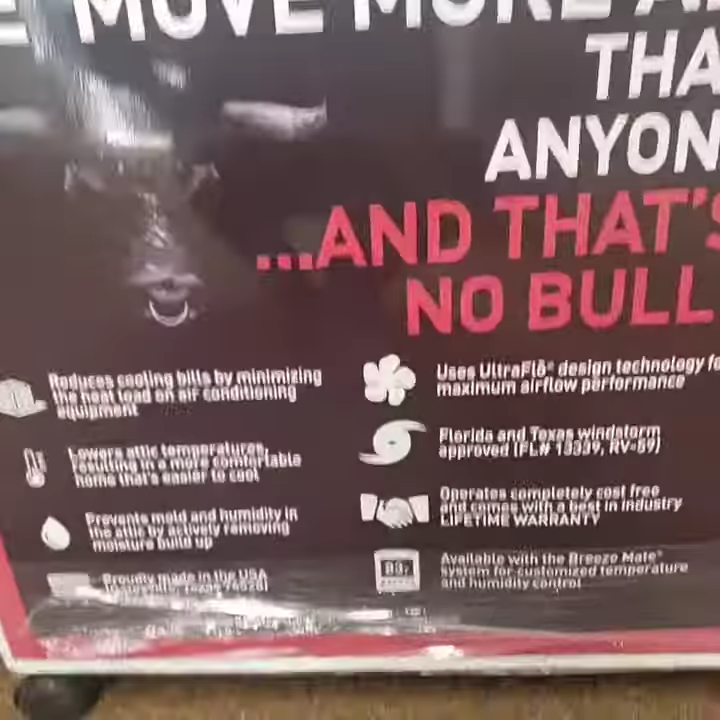 MOVE MORE
THA
ANYON
...AND THAT'S
NO BULL
Reduces cooling bills by minimizing
the heat load on air conditioning
equipment
Lowers attic temperatures,
resulting in a more comfortable
home that's easier to cool
Prevents mold and humidity in
the attic by actively removing
moisture build up
Proudly made in the USA
Uses UltraFlō® design technology fo
maximum airflow performance
Florida and Texas windstorm
approved (FL# 13339, RV-59)
Operates completely cost free
and comes with a best in industry
LIFETIME WARRANTY
Available with the Breeze Mate®
system for customized temperature
and humidity control